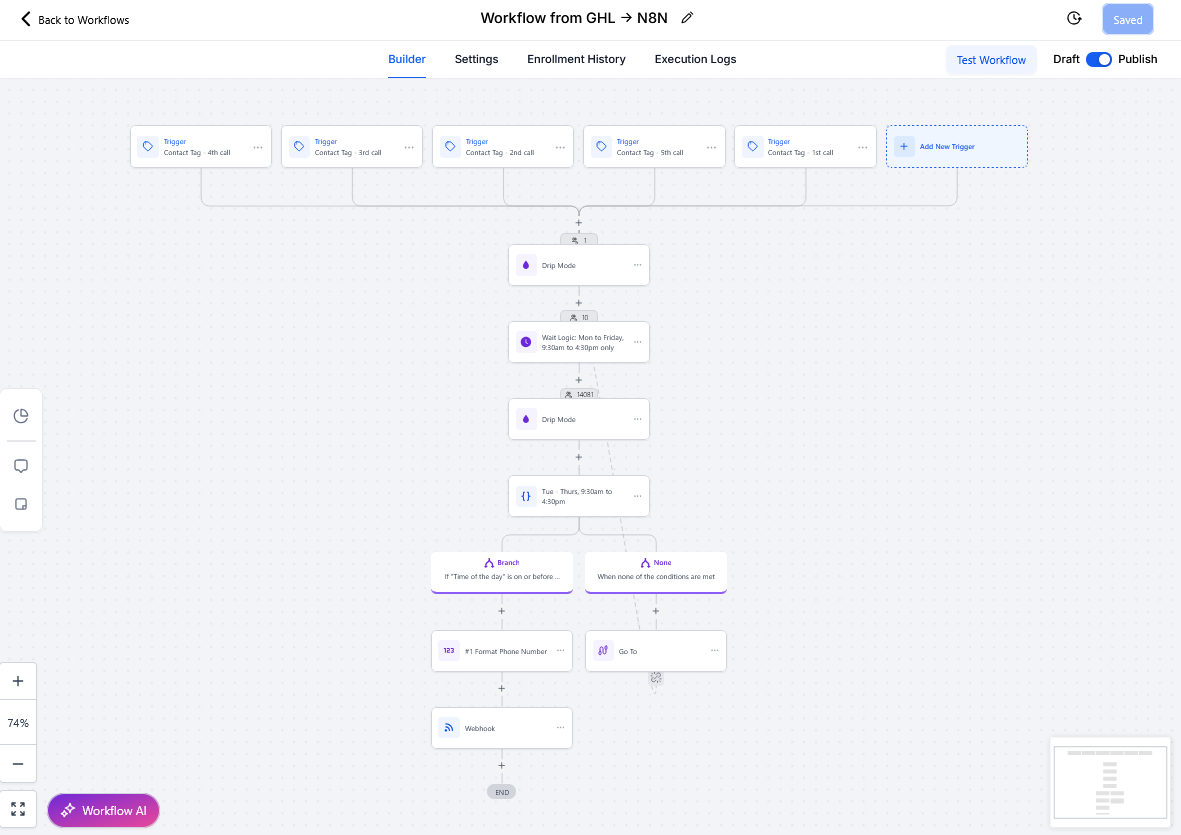 Back to Workflows
Workflow from GHL → N8N
Saved
Builder
Settings
Enrollment History
Execution Logs
Test Workflow
Draft
Publish
Trigger
Contact Tag - 4th call
Trigger
Contact Tag - 3rd call
Trigger
Contact Tag - 2nd call
Trigger
Contact Tag - 5th call
Trigger
Contact Tag - 1st call
Add New Trigger
1
Drip Mode
10
Wait Logic: Mon to Friday,
9:30am to 4:30pm only
14081
Drip Mode
Tue - Thurs, 9:30am to
4:30pm
Branch
If "Time of the day" is on or before ...
None
When none of the conditions are met
123
#1 Format Phone Number
Go To
Webhook
END
74%
Workflow AI